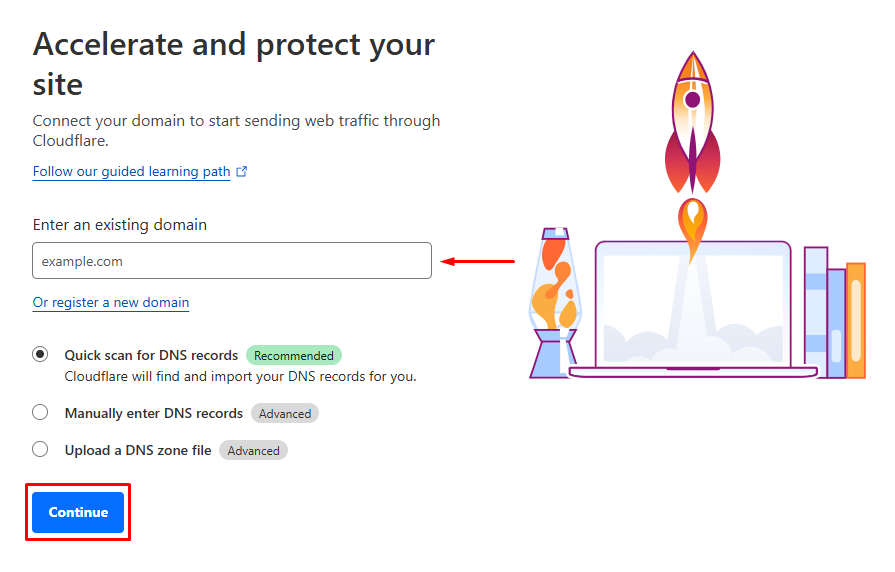 Accelerate and protect your
site
Connect your domain to start sending web traffic through
Cloudflare.
Follow our guided learning path
Enter an existing domain
example.com
Or register a new domain
Quick scan for DNS records Recommended
Cloudflare will find and import your DNS records for you.
Manually enter DNS records Advanced
Upload a DNS zone file Advanced
Continue